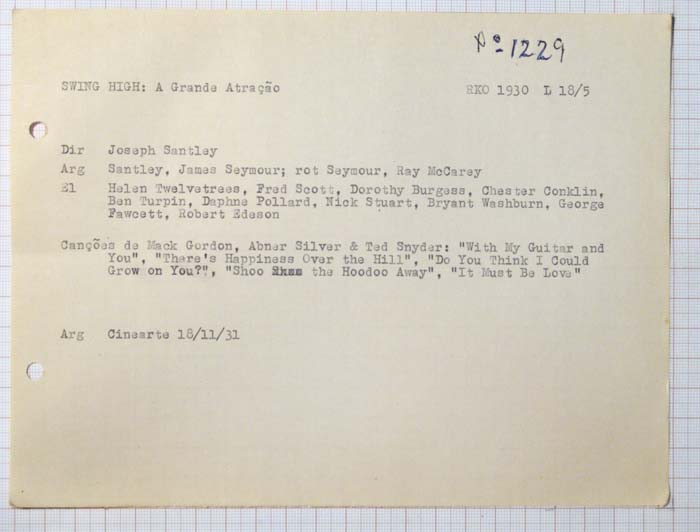 Nº 1229
SWING HIGH: A Grande Atração RKO 1930 L 18/5
Dir Joseph Santley
Arg Santley, James Seymour; rot Seymour, Ray McCarey
El Helen Twelvetrees, Fred Scott, Dorothy Burgess, Chester Conklin,
Ben Turpin, Daphne Pollard, Nick Stuart, Bryant Washburn, George
Fawcett, Robert Edeson
Canções de Mack Gordon, Abner Silver & Ted Snyder: "With My Guitar and
You", "There's Happiness Over the Hill", "Do You Think I Could
Grow on You?", "Shoo the Hoodoo Away", "It Must Be Love"
Arg Cinearte 18/11/31